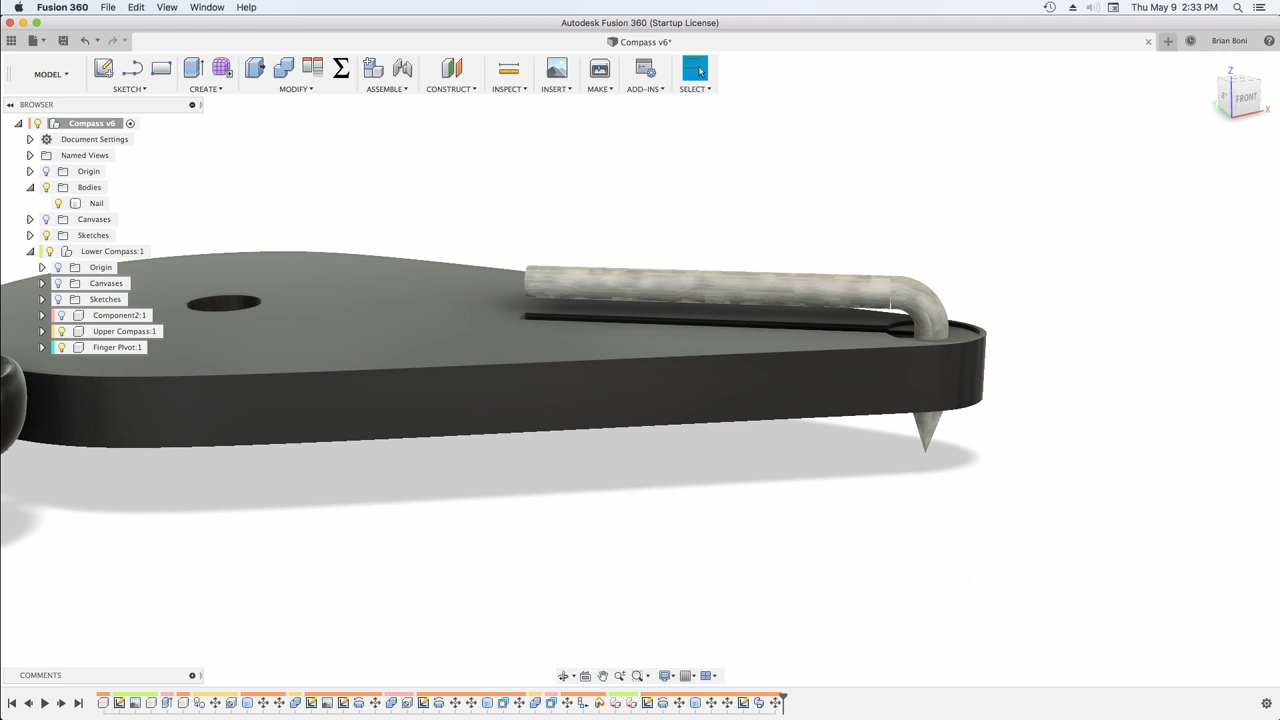 Fusion 360 File Edit View Window Help Thu May 9 2:33 PM
Autodesk Fusion 360 (Startup License)
Compass v6* Brian Boni
MODEL SKETCH CREATE MODIFY ASSEMBLE CONSTRUCT INSPECT INSERT MAKE ADD-INS SELECT
Z FRONT X
BROWSER
Compass v6
Document Settings
Named Views
Origin
Bodies
Nail
Canvases
Sketches
Lower Compass:1
Origin
Canvases
Sketches
Component2:1
Upper Compass:1
Finger Pivot:1
COMMENTS